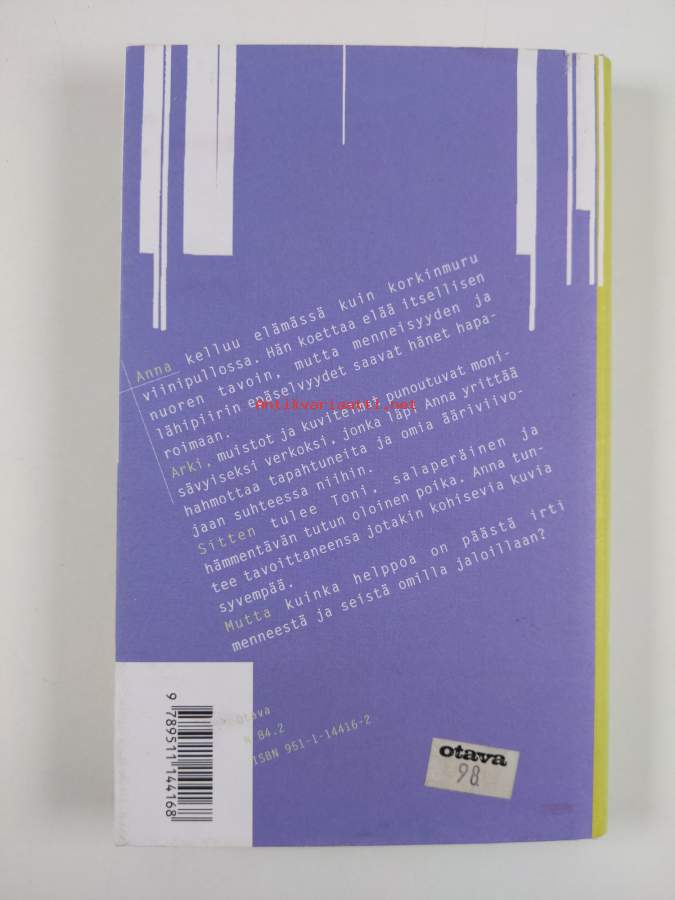 Anna kelluu elämässä kuin korkinmuru
viinipullossa. Hän koettaa elää itsellisen
nuoren tavoin, mutta menneisyyden ja
lähipiirin epäselvyydet saavat hänet hapa-
roimaan.
Arki, muistot ja kuvitelma punoutuvat moni-
sävyiseksi verkoksi, jonka läpi Anna yrittää
hahmottaa tapahtuneita ja omia ääriviivo-
jaan suhteessa niihin.
Sitten tulee Toni, salaperäinen ja
hämmentävän tutun oloinen poika. Anna tun-
tee tavoittaneensa jotakin kohisevia kuvia
syvempää.
Mutta kuinka helppoa on päästä irti
menneestä ja seistä omilla jaloillaan?
Antikvariaatti.net
Otava
84.2
ISBN 951-1-14416-2
9 789511 144168
otava
98